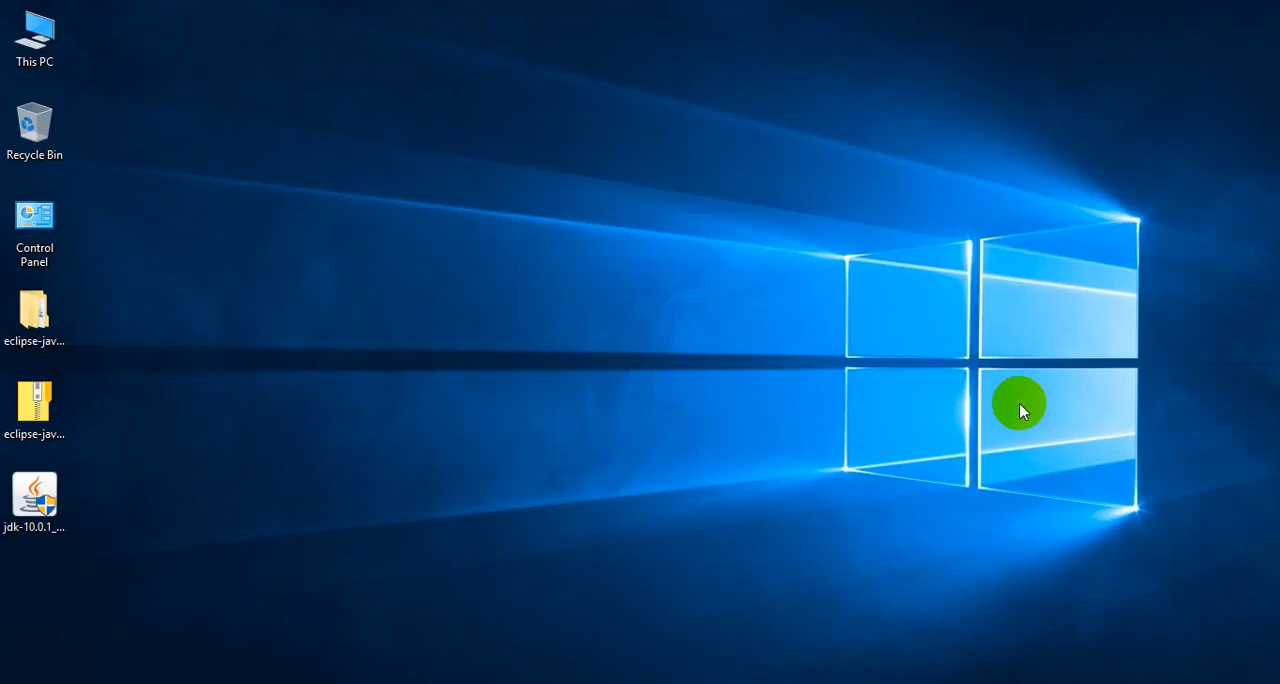 This PC
Recycle Bin
Control
Panel
eclipse-jav...
eclipse-jav...
jdk-10.0.1_...